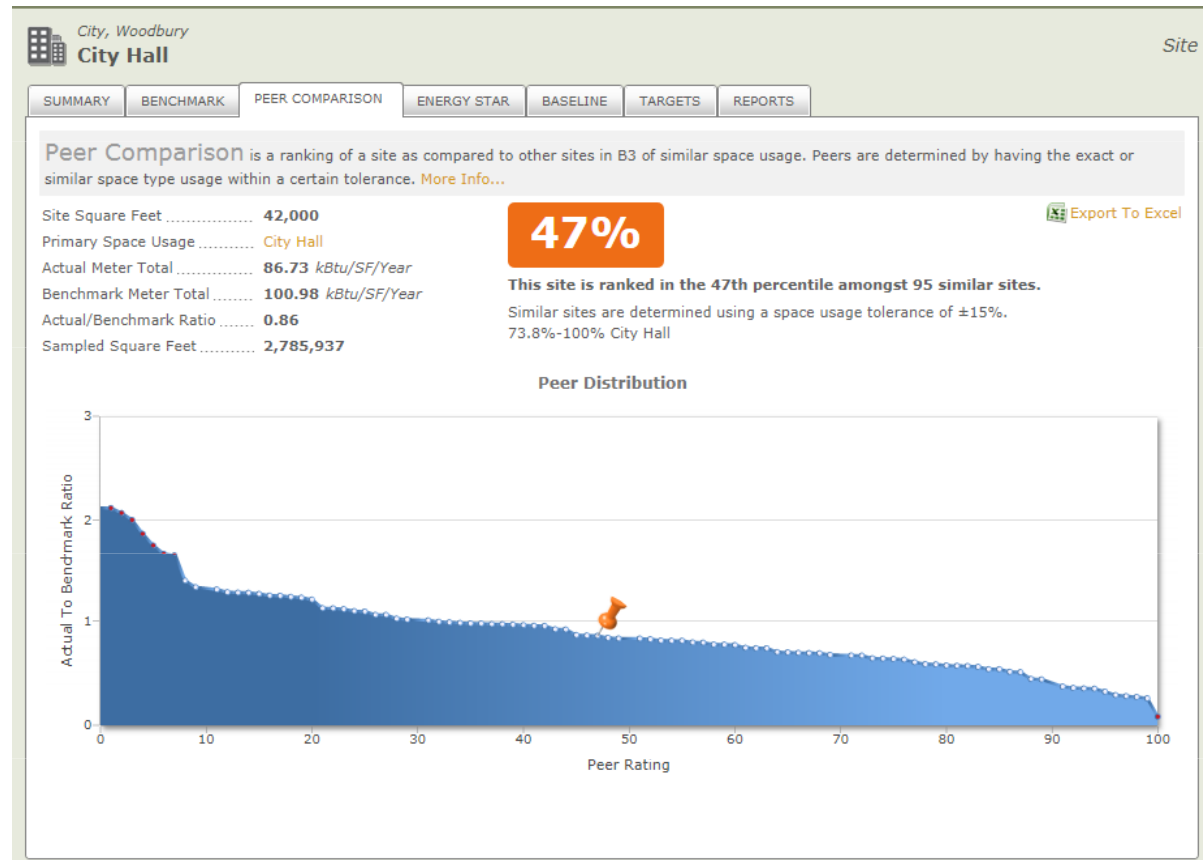 City, Woodbury
City Hall
Site
SUMMARY
BENCHMARK
PEER COMPARISON
ENERGY STAR
BASELINE
TARGETS
REPORTS
Peer Comparison is a ranking of a site as compared to other sites in B3 of similar space usage. Peers are determined by having the exact or
similar space type usage within a certain tolerance. More Info...
Site Square Feet ................ 42,000
Primary Space Usage ........... City Hall
Actual Meter Total ............... 86.73 kBtu/SF/Year
Benchmark Meter Total ........ 100.98 kBtu/SF/Year
Actual/Benchmark Ratio ....... 0.86
Sampled Square Feet ........... 2,785,937
47%
This site is ranked in the 47th percentile amongst 95 similar sites.
Similar sites are determined using a space usage tolerance of ±15%.
73.8%-100% City Hall
Export To Excel
Peer Distribution
Actual To Benchmark Ratio
3
2
1
0
0 10 20 30 40 50 60 70 80 90 100
Peer Rating